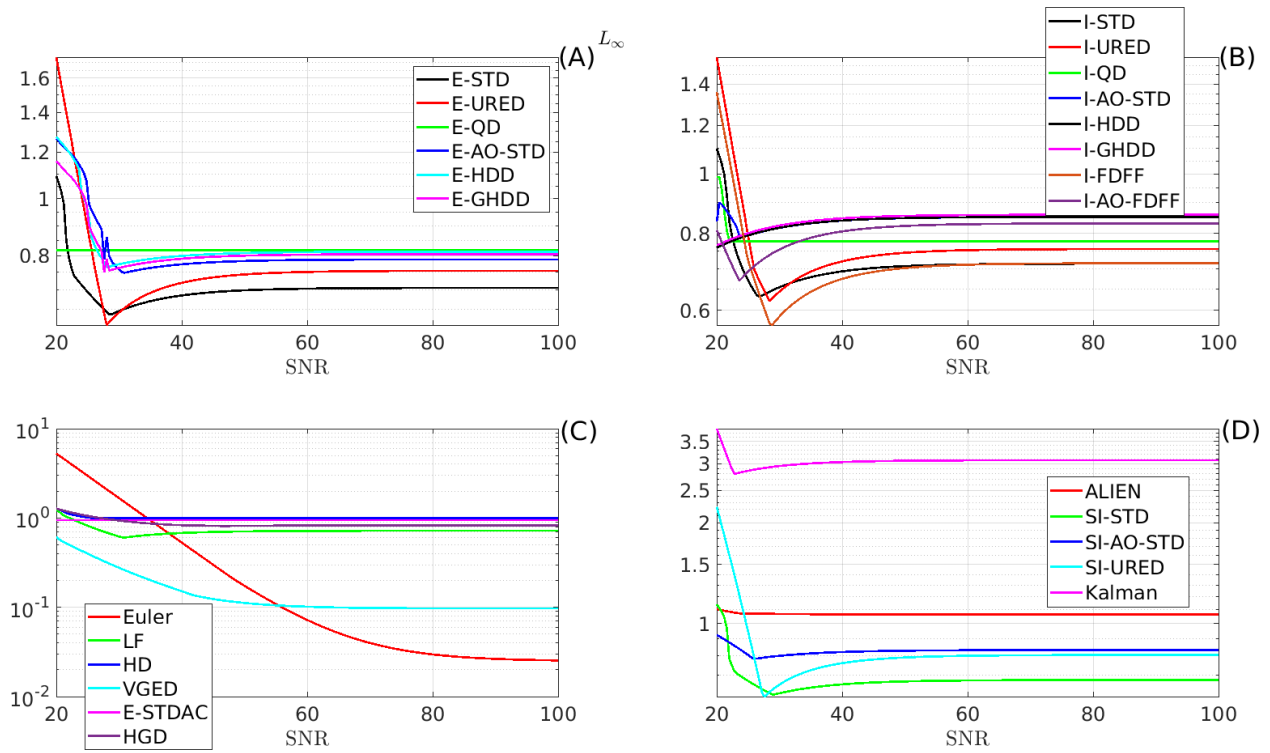 L∞
(A)
1.6
1.4
1.2
1
0.8
E-STD
E-URED
E-QD
E-AO-STD
E-HDD
E-GHDD
20
40
60
80
100
SNR
(B)
1.4
1.2
1
0.8
0.6
I-STD
I-URED
I-QD
I-AO-STD
I-HDD
I-GHDD
I-FDFF
I-AO-FDFF
20
40
60
80
100
SNR
(C)
10^1
10^0
10^-1
10^-2
Euler
LF
HD
VGED
E-STDAC
HGD
20
40
60
80
100
SNR
(D)
3.5
3
2.5
2
1.5
1
ALIEN
SI-STD
SI-AO-STD
SI-URED
Kalman
20
40
60
80
100
SNR